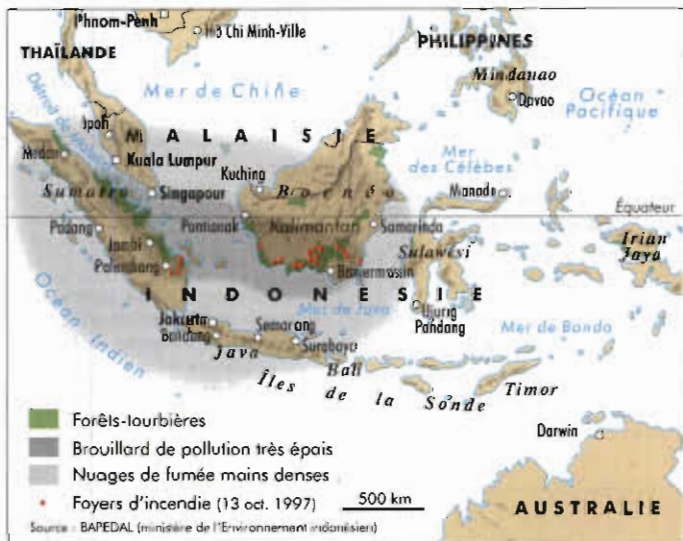 Phnom-Penh
Hô Chi Minh-Ville
THAÏLANDE
PHILIPPINES
Mindanao
Davao
Mer de Chine
Océan
Pacifique
Ipoh
MALAISIE
Mer
des Célèbes
Medan
Kuala Lumpur
Kuching
Bornéo
Manado
Sumatra
Singapour
Équateur
Padang
Pontianak
Kalimantan
Samarinda
Jambi
Sulawesi
Irian
Jaya
Palembang
Banjermasin
INDONESIE
Océan Indien
Mer de Java
Ujung
Pandang
Jakarta
Semarang
Mer de Banda
Bandung
Java
Surabaya
Bali
Îles de la Sonde
Timor
Forêts-tourbières
Darwin
Brouillard de pollution très épais
Nuages de fumée mains denses
Foyers d'incendie (13 oct. 1997)
500 km
AUSTRALIE
Source : BAPEDAL (ministère de l'Environnement indonésien)